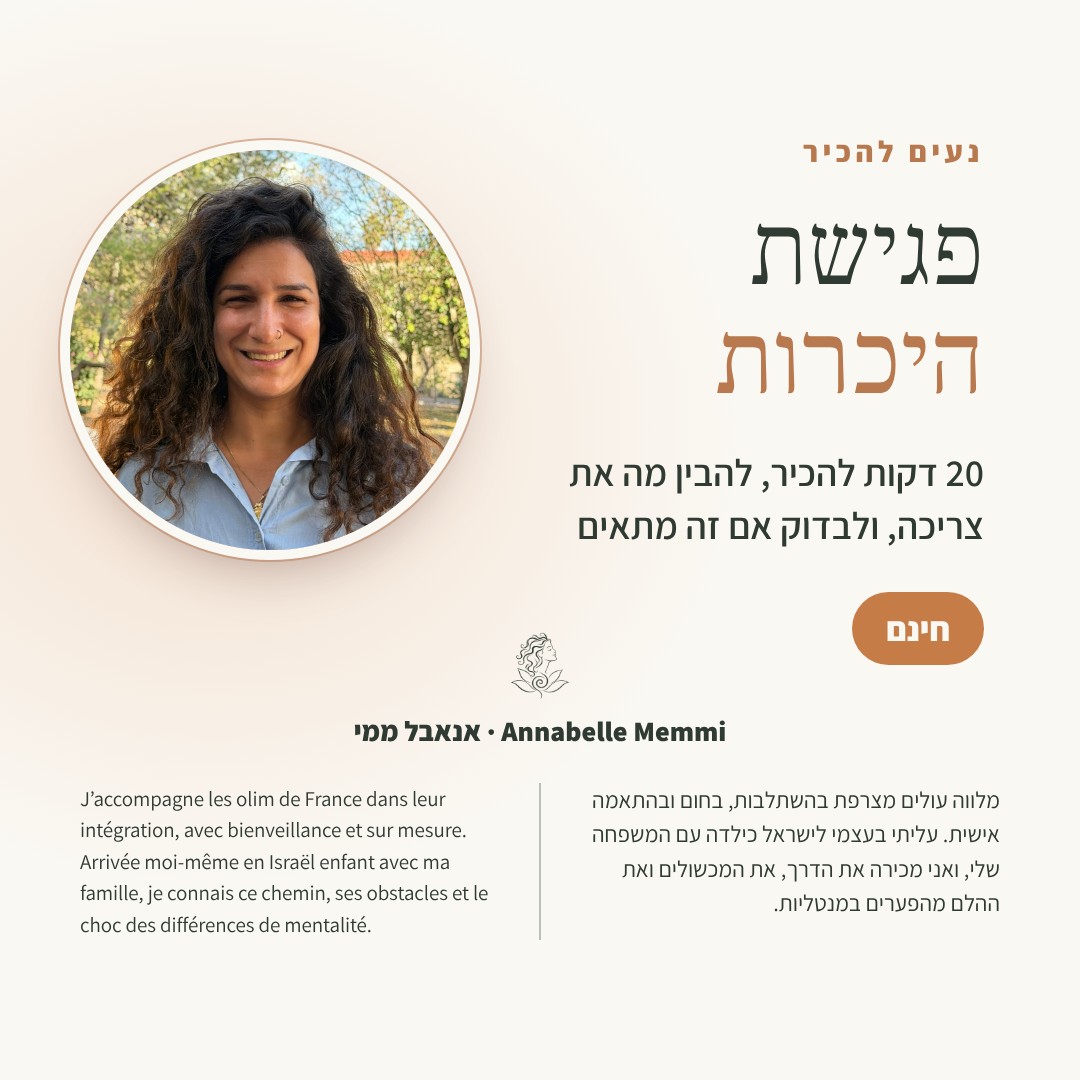 נעים להכיר
פגישת
היכרות
20 דקות להכיר, להבין מה את
צריכה, ולבדוק אם זה מתאים
חינם
אנאבל ממי · Annabelle Memmi
מלווה עולים מצרפת בהשתלבות, בחום ובהתאמה
אישית. עליתי בעצמי לישראל כילדה עם המשפחה
שלי, ואני מכירה את הדרך, את המכשולים ואת
ההלם מהפערים במנטליות.
J’accompagne les olim de France dans leur
intégration, avec bienveillance et sur mesure.
Arrivée moi-même en Israël enfant avec ma
famille, je connais ce chemin, ses obstacles et le
choc des différences de mentalité.